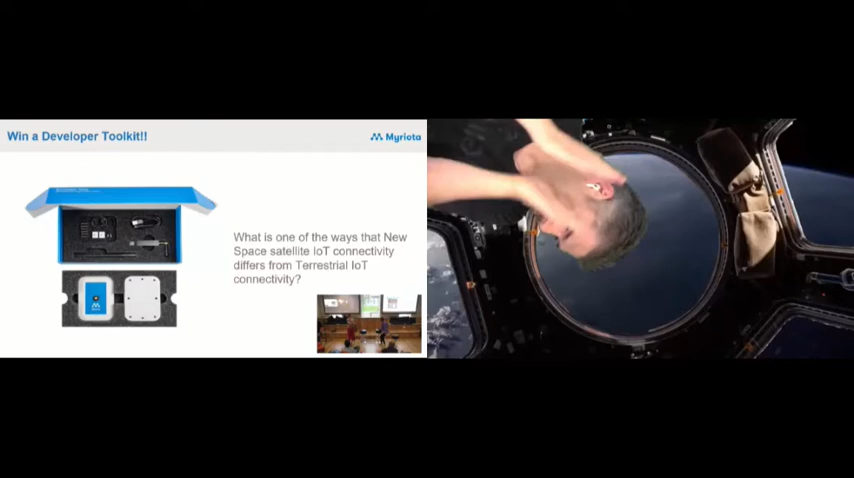 Win a Developer Toolkit!!
Myriota
What is one of the ways that New
Space satellite IoT connectivity
differs from Terrestrial IoT
connectivity?